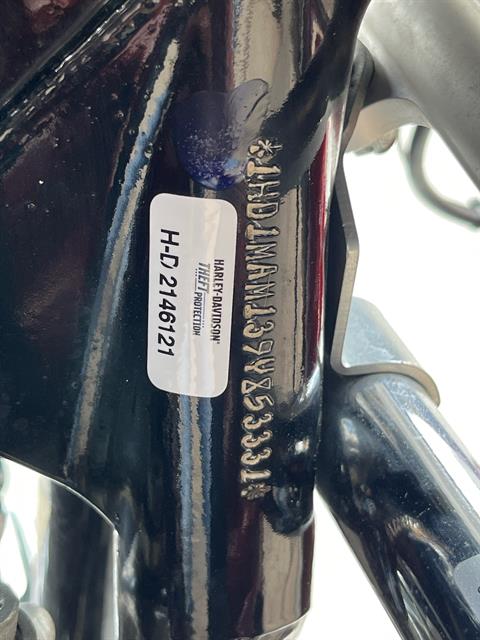 *1HD1MAM139Y853331*
HARLEY-DAVIDSON
THEFT
PROTECTION
H-D 2146121